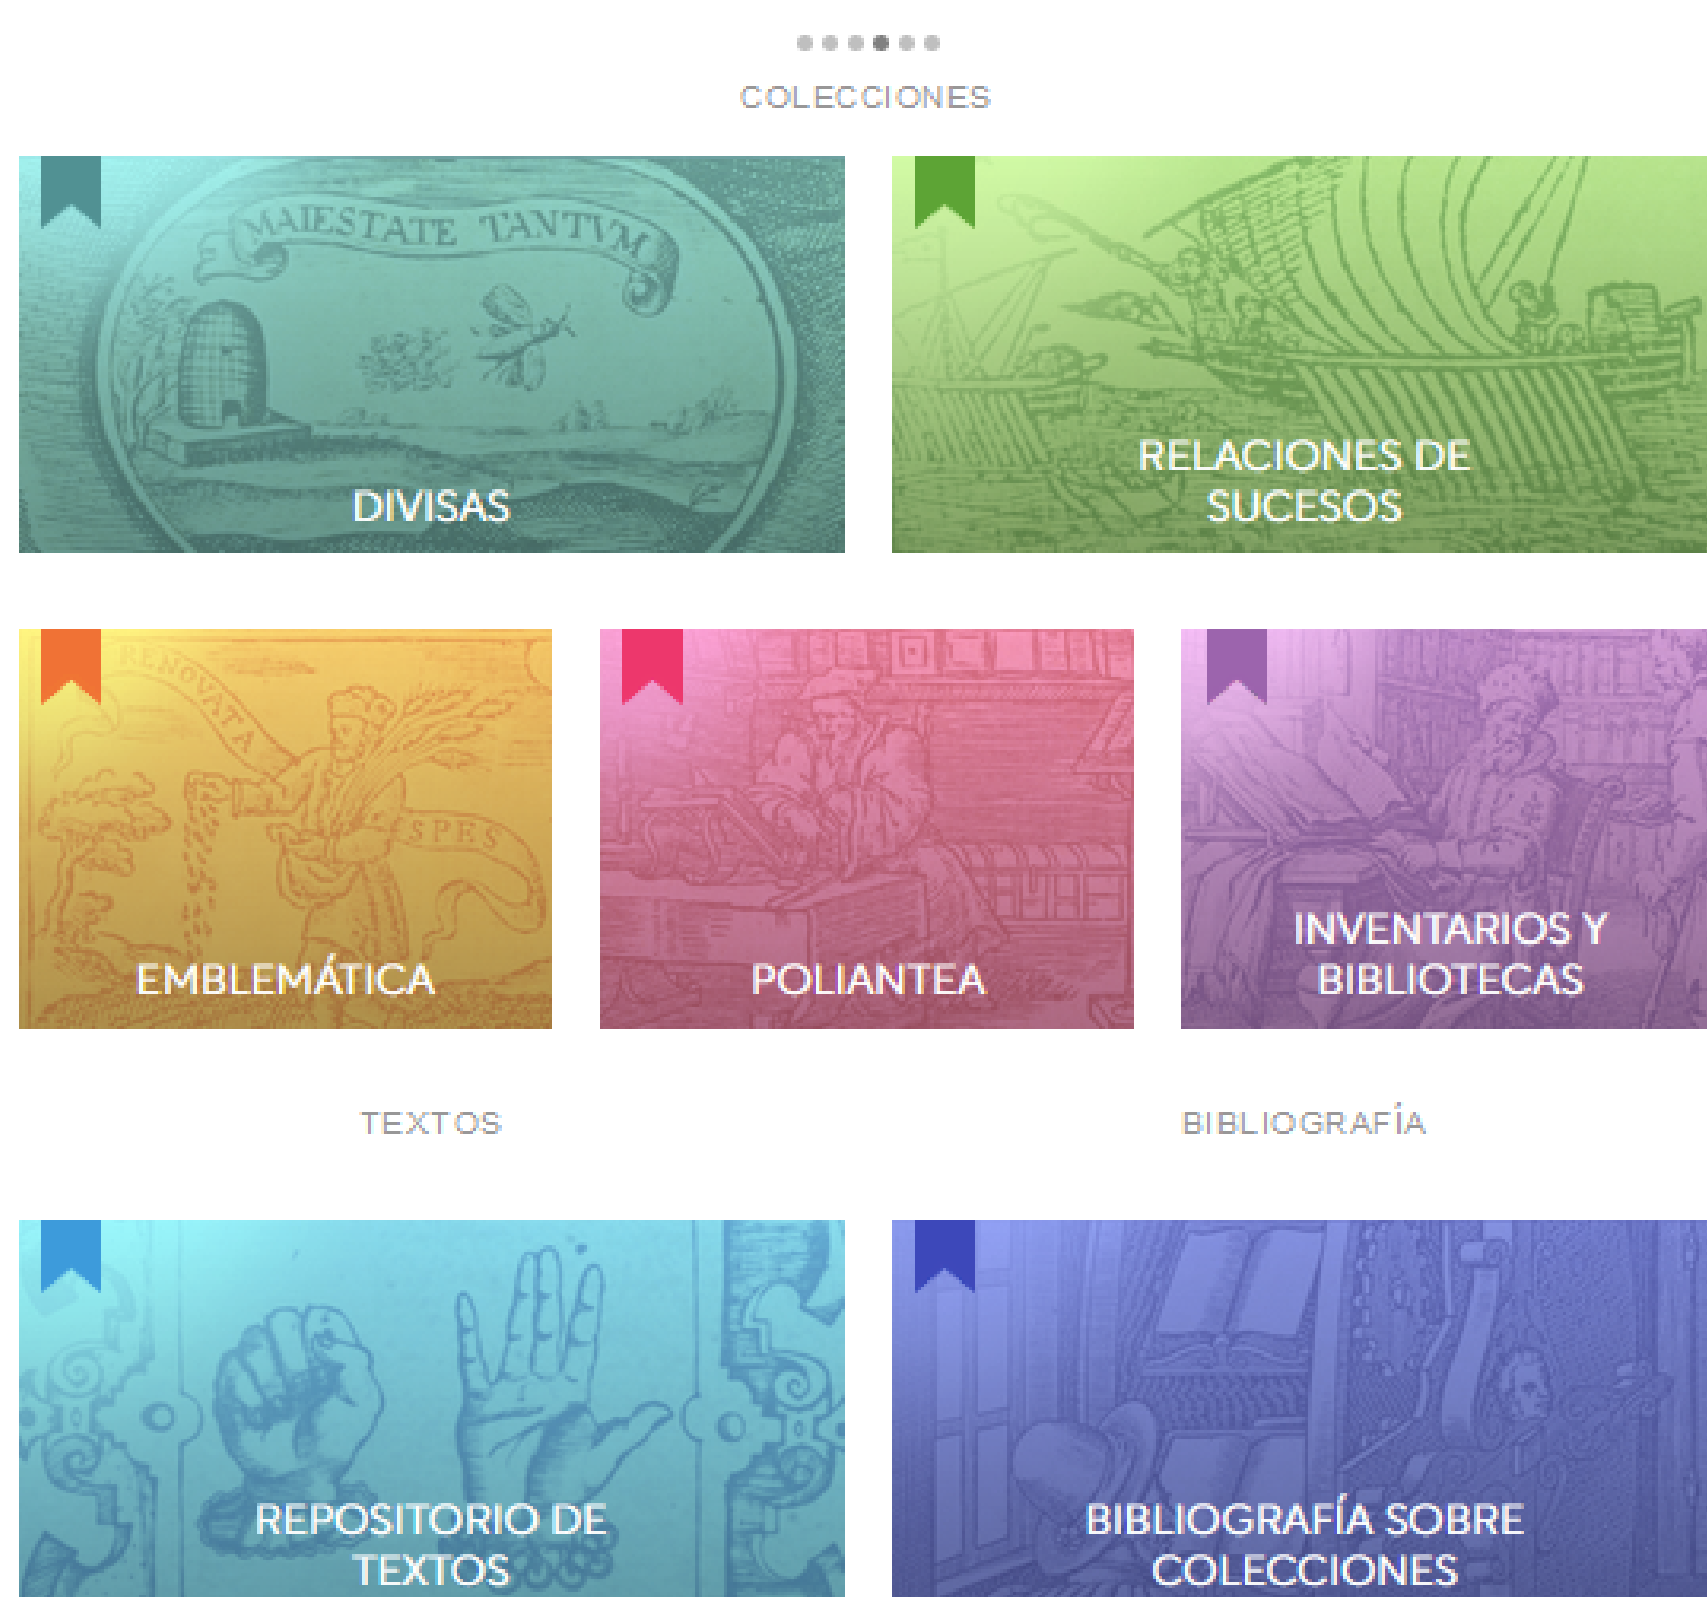 COLECCIONES
MAIESTATE TANTVM
DIVISAS
RELACIONES DE
SUCESOS
RENOVATA
SPES
EMBLEMÁTICA
POLIANTEA
INVENTARIOS Y
BIBLIOTECAS
TEXTOS
BIBLIOGRAFÍA
REPOSITORIO DE
TEXTOS
BIBLIOGRAFÍA SOBRE
COLECCIONES